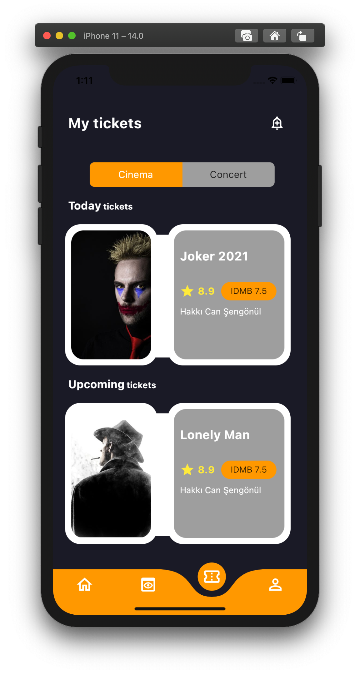 iPhone 11 – 14.0
1:11
My tickets
Cinema
Concert
Today tickets
Joker 2021
8.9
IDMB 7.5
Hakkı Can Şengönül
Upcoming tickets
Lonely Man
8.9
IDMB 7.5
Hakkı Can Şengönül